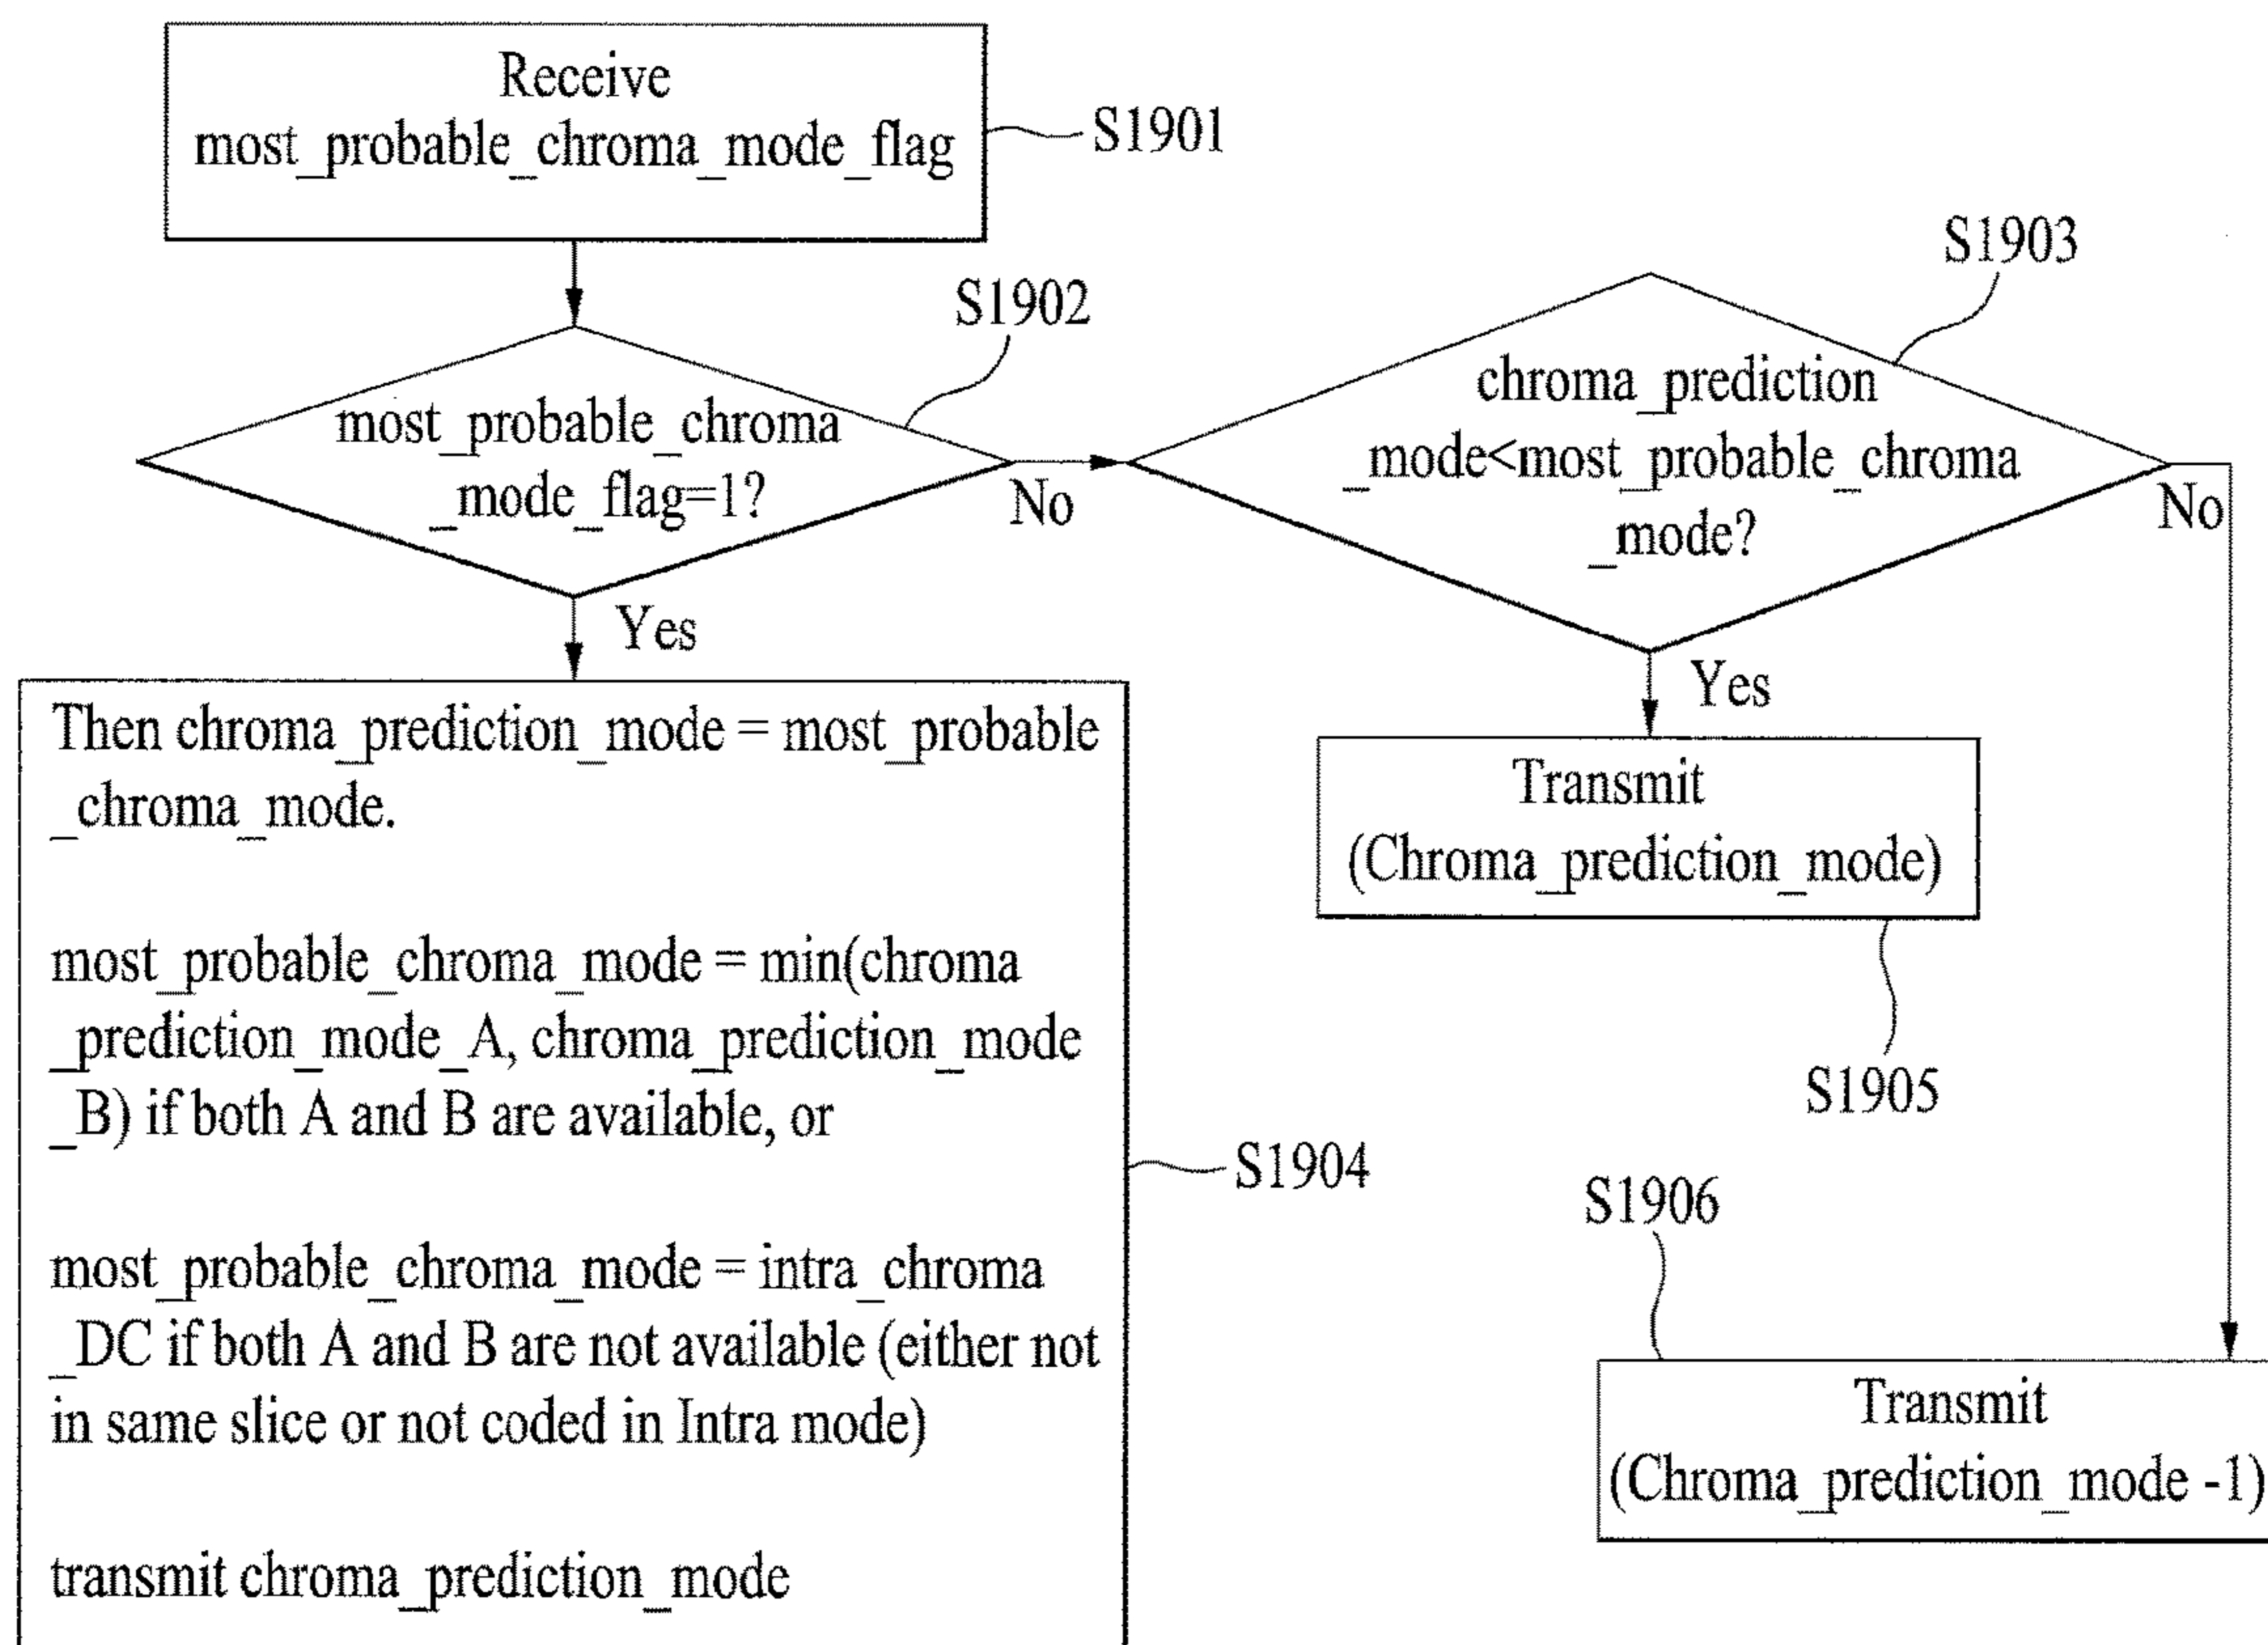 Receive
most_probable_chroma_mode_flag
S1901
S1902
most_probable_chroma
_mode_flag=1?
No
Yes
S1903
chroma_prediction
_mode<most_probable_chroma
_mode?
No
Yes
Then chroma_prediction_mode = most_probable
_chroma_mode.
most_probable_chroma_mode = min(chroma
_prediction_mode_A, chroma_prediction_mode
_B) if both A and B are available, or
most_probable_chroma_mode = intra_chroma
_DC if both A and B are not available (either not
in same slice or not coded in Intra mode)
transmit chroma_prediction_mode
S1904
Transmit
(Chroma_prediction_mode)
S1905
S1906
Transmit
(Chroma_prediction_mode -1)